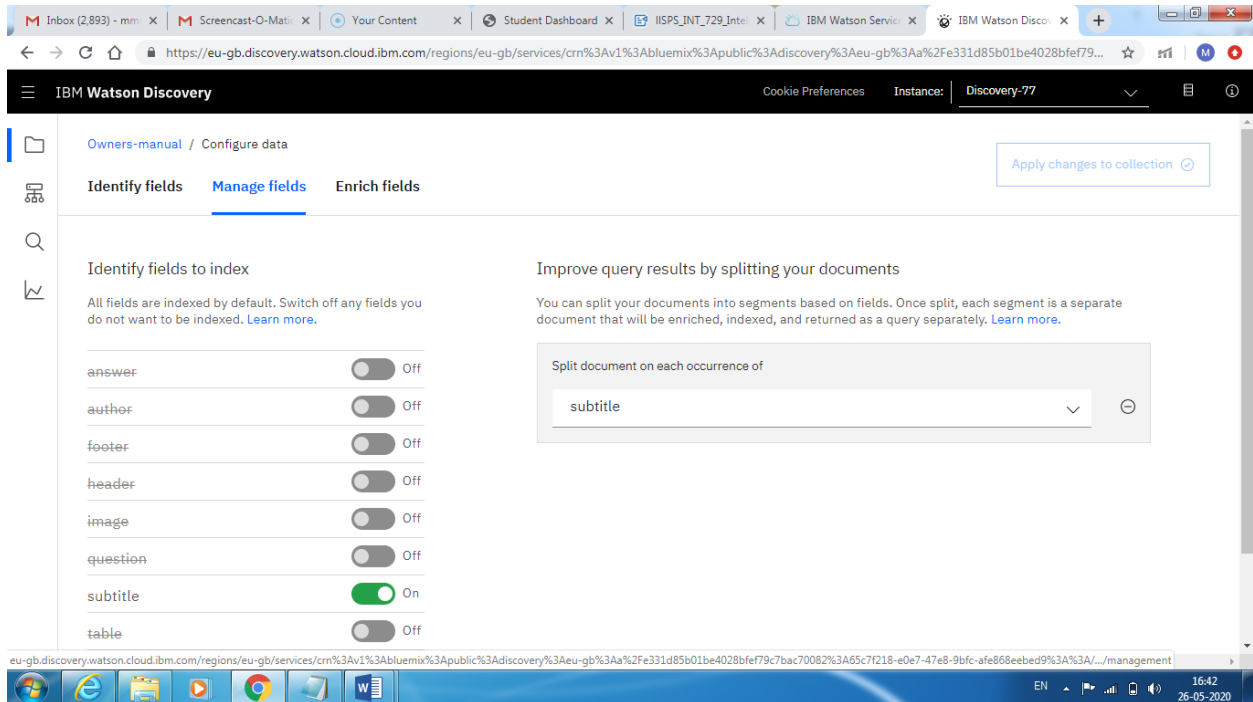 Inbox (2,893) - mm
Screencast-O-Matic
Your Content
Student Dashboard
IISPS_INT_729_Intel
IBM Watson Service
IBM Watson Discov
https://eu-gb.discovery.watson.cloud.ibm.com/regions/eu-gb/services/crn%3Av1%3Abluemix%3Apublic%3Adiscovery%3Aeu-gb%3Aa%2Fe331d85b01be4028bfef79...
M
IBM Watson Discovery
Cookie Preferences
Instance:
Discovery-77
Owners-manual / Configure data
Apply changes to collection
Identify fields
Manage fields
Enrich fields
Identify fields to index
All fields are indexed by default. Switch off any fields you
do not want to be indexed. Learn more.
answer Off
author Off
footer Off
header Off
image Off
question Off
subtitle On
table Off
Improve query results by splitting your documents
You can split your documents into segments based on fields. Once split, each segment is a separate
document that will be enriched, indexed, and returned as a query separately. Learn more.
Split document on each occurrence of
subtitle
eu-gb.discovery.watson.cloud.ibm.com/regions/eu-gb/services/crn%3Av1%3Abluemix%3Apublic%3Adiscovery%3Aeu-gb%3Aa%2Fe331d85b01be4028bfef79c7bac70082%3A65c7f218-e0e7-47e8-9bfc-afe868eebed9%3A%3A/.../management
EN
16:42
26-05-2020